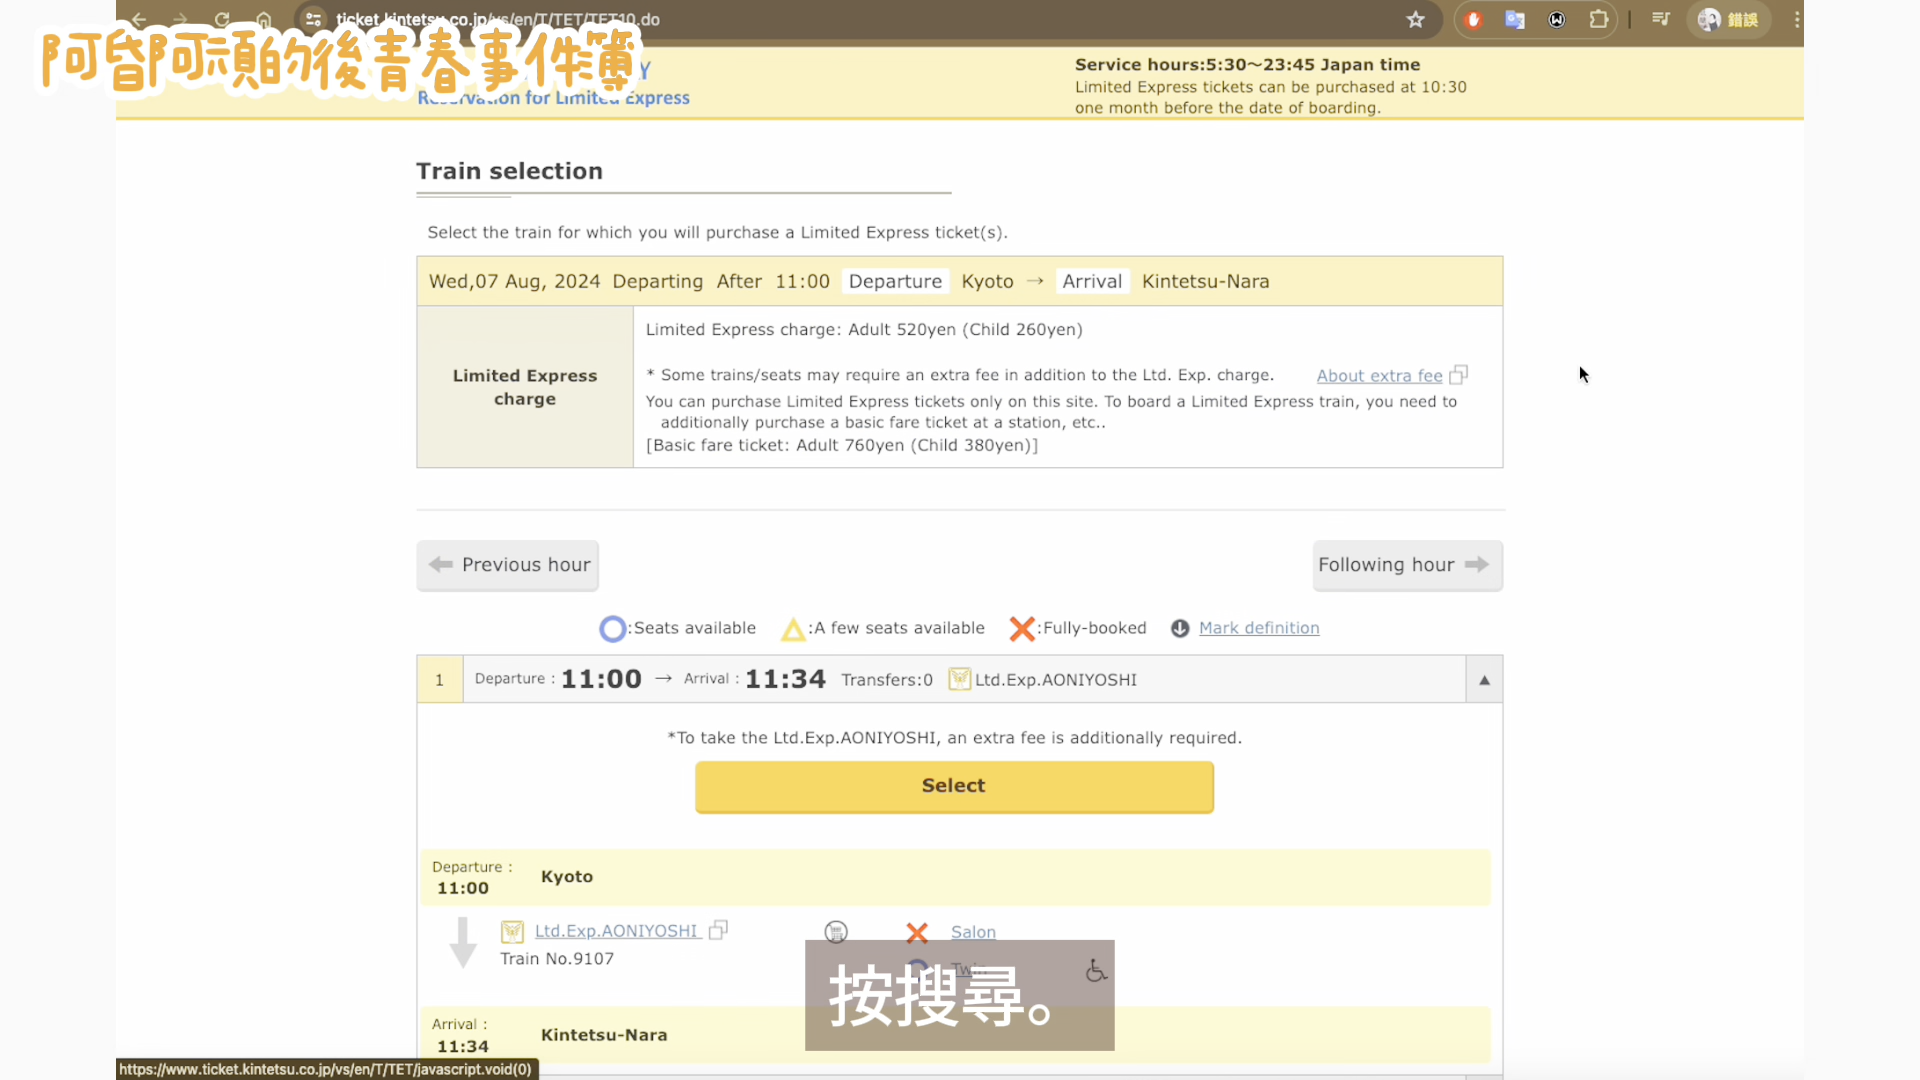 ticket.kintetsu.co.jp/vs/en/T/TET/TET10.do
錯誤
阿昏阿頑的後青春事件簿
Reservation for Limited Express
Service hours:5:30～23:45 Japan time
Limited Express tickets can be purchased at 10:30
one month before the date of boarding.
Train selection
Select the train for which you will purchase a Limited Express ticket(s).
Wed,07 Aug, 2024 Departing After 11:00 Departure Kyoto → Arrival Kintetsu-Nara
Limited Express charge
Limited Express charge: Adult 520yen (Child 260yen)
* Some trains/seats may require an extra fee in addition to the Ltd. Exp. charge. About extra fee
You can purchase Limited Express tickets only on this site. To board a Limited Express train, you need to
additionally purchase a basic fare ticket at a station, etc..
[Basic fare ticket: Adult 760yen (Child 380yen)]
Previous hour
Following hour
:Seats available :A few seats available :Fully-booked Mark definition
1 Departure : 11:00 → Arrival : 11:34 Transfers:0 Ltd.Exp.AONIYOSHI ▲
*To take the Ltd.Exp.AONIYOSHI, an extra fee is additionally required.
Select
Departure :
11:00 Kyoto
Ltd.Exp.AONIYOSHI Salon
Train No.9107 Twin
按搜尋。
Arrival :
11:34 Kintetsu-Nara
https://www.ticket.kintetsu.co.jp/vs/en/T/TET/javascript.void(0)